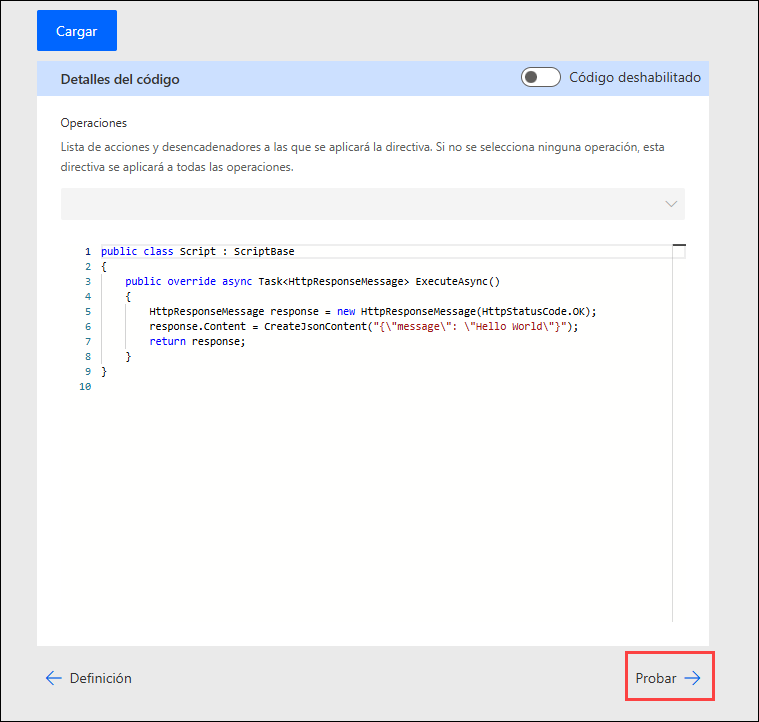 Cargar
Detalles del código
Código deshabilitado
Operaciones
Lista de acciones y desencadenadores a las que se aplicará la directiva. Si no se selecciona ninguna operación, esta
directiva se aplicará a todas las operaciones.
1 public class Script : ScriptBase
2 {
3     public override async Task<HttpResponseMessage> ExecuteAsync()
4     {
5         HttpResponseMessage response = new HttpResponseMessage(HttpStatusCode.OK);
6         response.Content = CreateJsonContent("{\"message\": \"Hello World\"}");
7         return response;
8     }
9 }
10
Definición
Probar